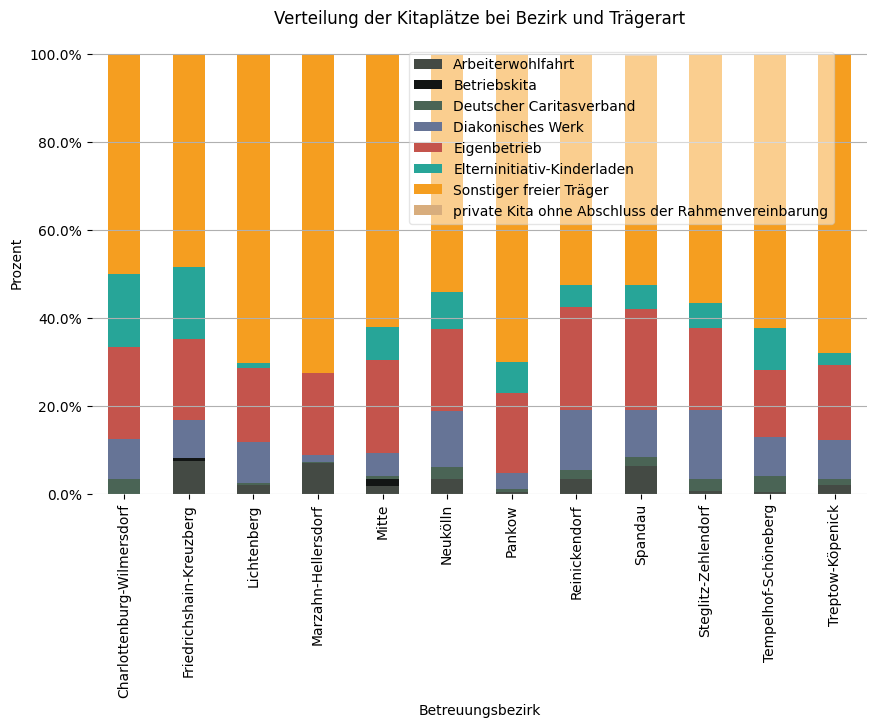 Verteilung der Kitaplätze bei Bezirk und Trägerart
100.0%
80.0%
60.0%
40.0%
20.0%
0.0%
Prozent
Arbeiterwohlfahrt
Betriebskita
Deutscher Caritasverband
Diakonisches Werk
Eigenbetrieb
Elterninitiativ-Kinderladen
Sonstiger freier Träger
private Kita ohne Abschluss der Rahmenvereinbarung
Charlottenburg-Wilmersdorf
Friedrichshain-Kreuzberg
Lichtenberg
Marzahn-Hellersdorf
Mitte
Neukölln
Pankow
Reinickendorf
Spandau
Steglitz-Zehlendorf
Tempelhof-Schöneberg
Treptow-Köpenick
Betreuungsbezirk